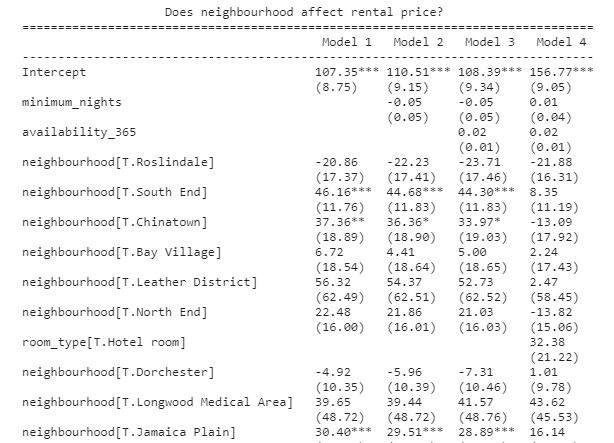 Does neighbourhood affect rental price?
================================================================================
Model 1 Model 2 Model 3 Model 4
--------------------------------------------------------------------------------
Intercept 107.35*** 110.51*** 108.39*** 156.77***
(8.75) (9.15) (9.34) (9.05)
minimum_nights -0.05 -0.05 0.01
(0.05) (0.05) (0.04)
availability_365 0.02 0.02
(0.01) (0.01)
neighbourhood[T.Roslindale] -20.86 -22.23 -23.71 -21.88
(17.37) (17.41) (17.46) (16.31)
neighbourhood[T.South End] 46.16*** 44.68*** 44.30*** 8.35
(11.76) (11.83) (11.83) (11.19)
neighbourhood[T.Chinatown] 37.36** 36.36* 33.97* -13.09
(18.89) (18.90) (19.03) (17.92)
neighbourhood[T.Bay Village] 6.72 4.41 5.00 2.24
(18.54) (18.64) (18.65) (17.43)
neighbourhood[T.Leather District] 56.32 54.37 52.73 2.47
(62.49) (62.51) (62.52) (58.45)
neighbourhood[T.North End] 22.48 21.86 21.03 -13.82
(16.00) (16.01) (16.03) (15.06)
room_type[T.Hotel room] 32.38
(21.22)
neighbourhood[T.Dorchester] -4.92 -5.96 -7.31 1.01
(10.35) (10.39) (10.46) (9.78)
neighbourhood[T.Longwood Medical Area] 39.65 39.44 41.57 43.62
(48.72) (48.72) (48.76) (45.53)
neighbourhood[T.Jamaica Plain] 30.40*** 29.51*** 28.89*** 16.14